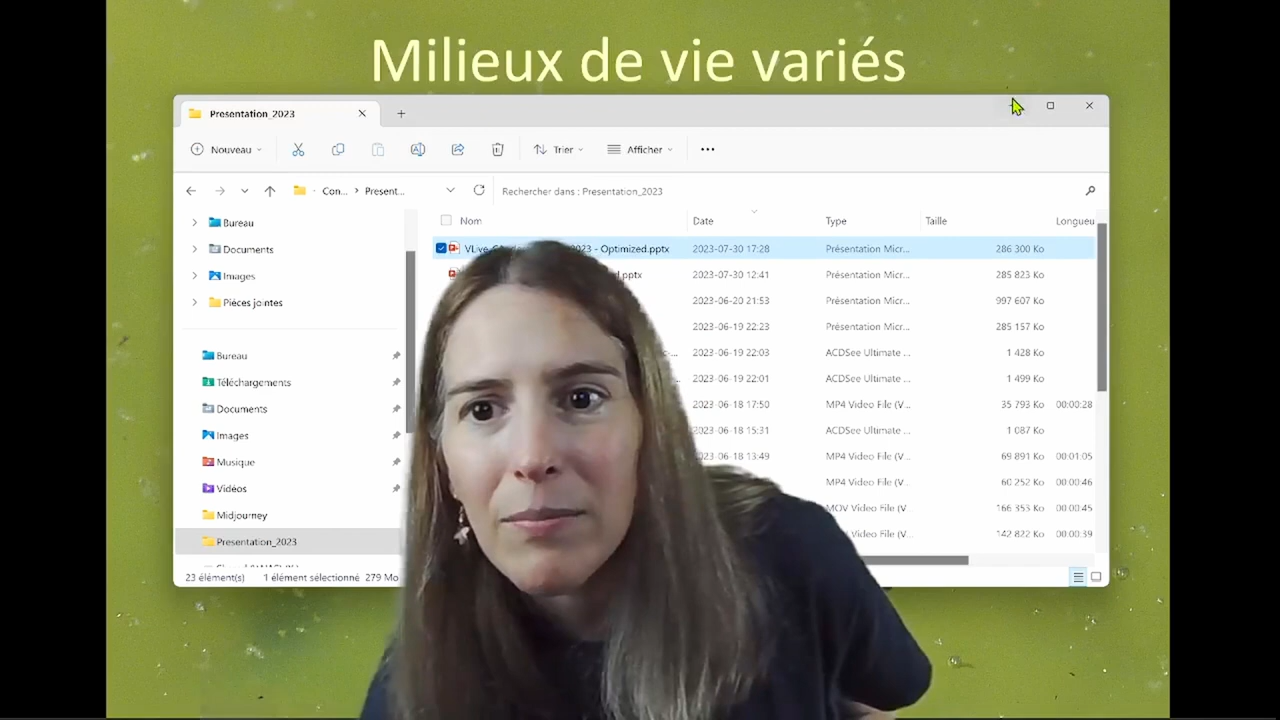 Milieux de vie variés
Presentation_2023
Nouveau
Trier
Afficher
Con... > Present...
Rechercher dans : Presentation_2023
Bureau
Documents
Images
Pièces jointes
Bureau
Téléchargements
Documents
Images
Musique
Vidéos
Midjourney
Presentation_2023
23 élément(s) 1 élément sélectionné 279 Mo
Nom Date Type Taille Longueu
2023 - Optimized.pptx 2023-07-30 17:28 Présentation Micr... 286 300 Ko
.pptx 2023-07-30 12:41 Présentation Micr... 285 823 Ko
2023-06-20 21:53 Présentation Micr... 997 607 Ko
2023-06-19 22:23 Présentation Micr... 285 157 Ko
2023-06-19 22:03 ACDSee Ultimate ... 1 428 Ko
2023-06-19 22:01 ACDSee Ultimate ... 1 499 Ko
2023-06-18 17:50 MP4 Video File (V... 35 793 Ko 00:00:28
2023-06-18 15:31 ACDSee Ultimate ... 1 087 Ko
2023-06-18 13:49 MP4 Video File (V... 69 891 Ko 00:01:05
MP4 Video File (V... 60 252 Ko 00:00:46
MOV Video File (V... 166 353 Ko 00:00:45
Video File (V... 142 822 Ko 00:00:39